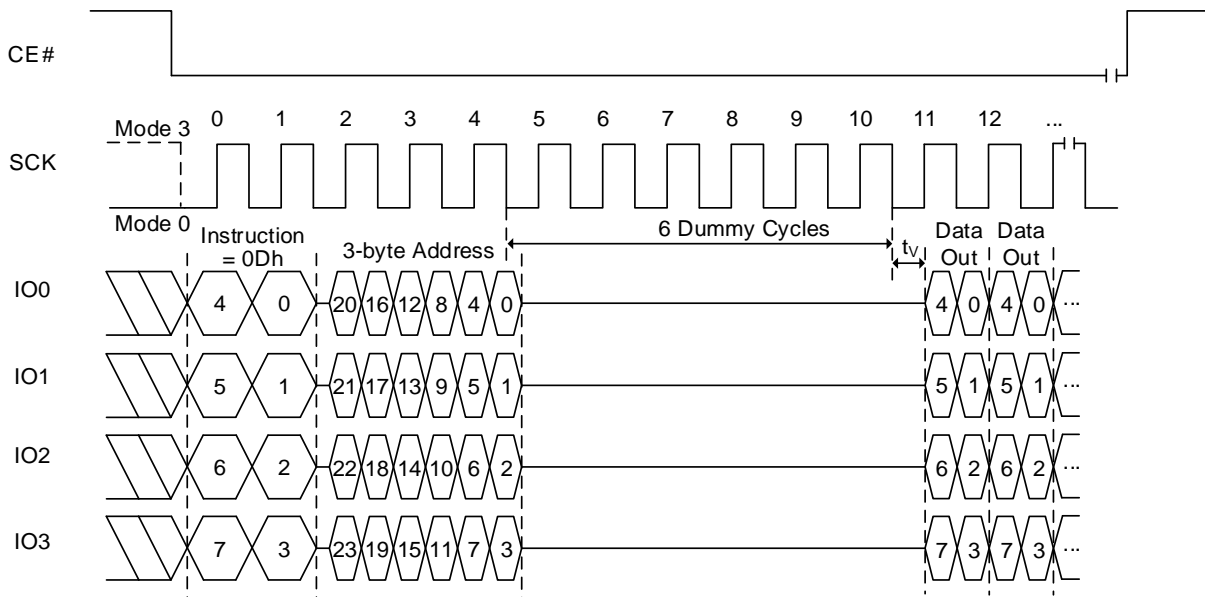 CE#
0 1 2 3 4 5 6 7 8 9 10 11 12 ...
Mode 3
SCK
Mode 0
Instruction
= 0Dh
3-byte Address
6 Dummy Cycles
tV
Data
Out
Data
Out
IO0 4 0 20 16 12 8 4 0 4 0 4 0 ...
IO1 5 1 21 17 13 9 5 1 5 1 5 1 ...
IO2 6 2 22 18 14 10 6 2 6 2 6 2 ...
IO3 7 3 23 19 15 11 7 3 7 3 7 3 ...